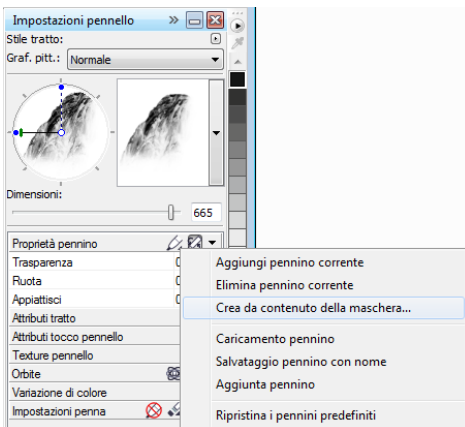 Impostazioni pennello
Stile tratto:
Graf. pitt.: Normale
Dimensioni:
665
Proprietà pennino
Trasparenza
Ruota
Appiattisci
Attributi tratto
Attributi tocco pennello
Texture pennello
Orbite
Variazione di colore
Impostazioni penna
Aggiungi pennino corrente
Elimina pennino corrente
Crea da contenuto della maschera...
Caricamento pennino
Salvataggio pennino con nome
Aggiunta pennino
Ripristina i pennini predefiniti